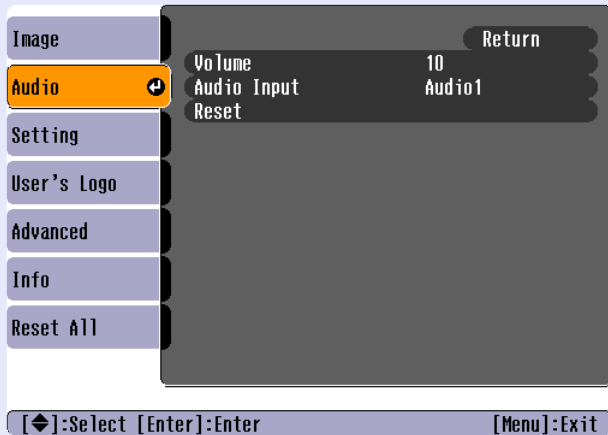 Image
Audio
Setting
User's Logo
Advanced
Info
Reset All
Return
Volume 10
Audio Input Audio1
Reset
[◆]:Select [Enter]:Enter [Menu]:Exit